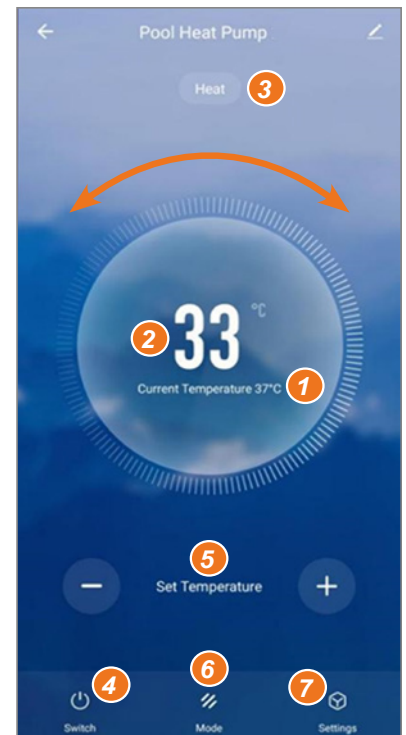 Pool Heat Pump
Heat 3
2 33 °C
Current Temperature 37°C 1
5
Set Temperature
4 6 7
Switch Mode Settings